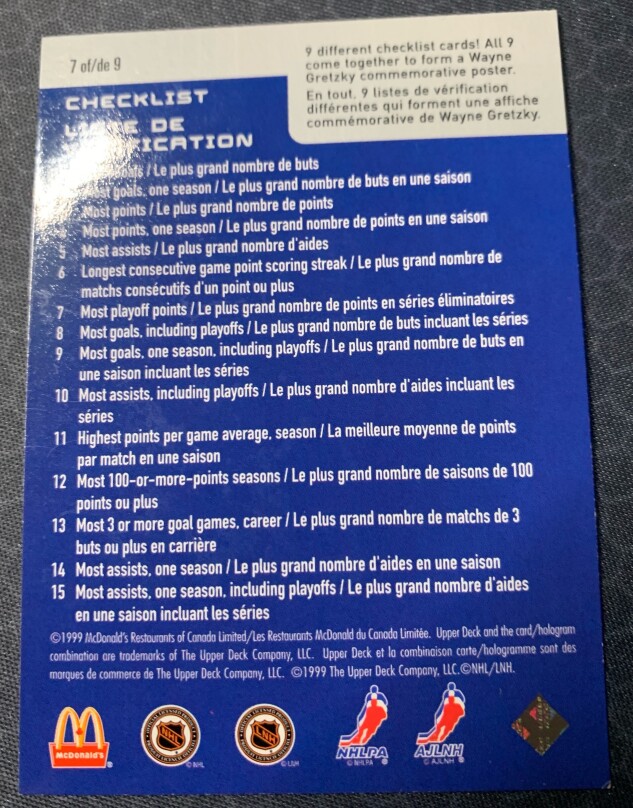 7 of/de 9
9 different checklist cards! All 9
come together to form a Wayne
Gretzky commemorative poster.
En tout, 9 listes de vérification
différentes qui forment une affiche
commémorative de Wayne Gretzky.
CHECKLIST
DE
goals / Le plus grand nombre de buts
Most goals, one season / Le plus grand nombre de buts en une saison
Most points / Le plus grand nombre de points
Most points, one season / Le plus grand nombre de points en une saison
5 Most assists / Le plus grand nombre d'aides
6 Longest consecutive game point scoring streak / Le plus grand nombre de
matchs consécutifs d'un point ou plus
7 Most playoff points / Le plus grand nombre de points en séries éliminatoires
8 Most goals, including playoffs / Le plus grand nombre de buts incluant les séries
9 Most goals, one season, including playoffs / Le plus grand nombre de buts en
une saison incluant les séries
10 Most assists, including playoffs / Le plus grand nombre d'aides incluant les
séries
11 Highest points per game average, season / La meilleure moyenne de points
par match en une saison
12 Most 100-or-more-points seasons / Le plus grand nombre de saisons de 100
points ou plus
13 Most 3 or more goal games, career / Le plus grand nombre de matchs de 3
buts ou plus en carrière
14 Most assists, one season / Le plus grand nombre d'aides en une saison
15 Most assists, one season, including playoffs / Le plus grand nombre d'aides
en une saison incluant les séries
©1999 McDonald's Restaurants of Canada Limited/Les Restaurants McDonald du Canada Limitée. Upper Deck and the card/hologram
combination are trademarks of The Upper Deck Company, LLC. Upper Deck et la combinaison carte/hologramme sont des
marques de commerce de The Upper Deck Company, LLC. ©1999 The Upper Deck Company, LLC.©NHL/LNH.
McDonald's
NHL
© NHL
LNH
© LNH
NHLPA
© NHLPA
AJLNH
© AJLNH